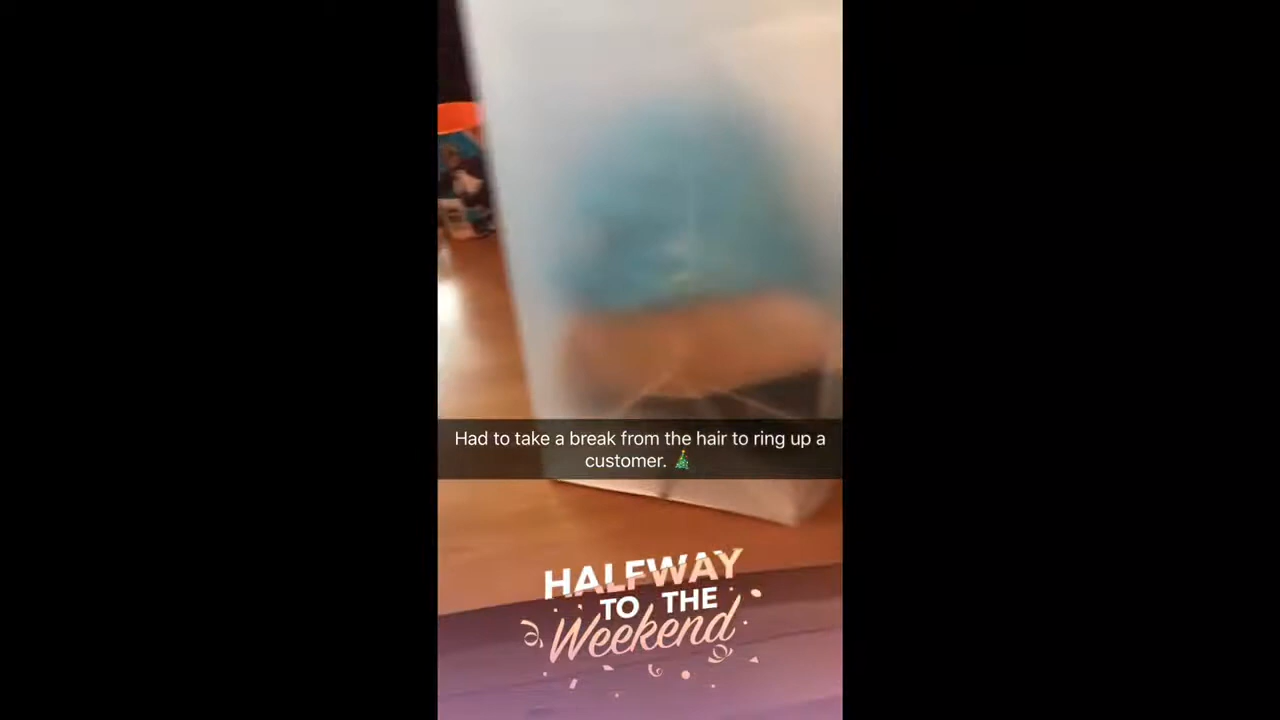 Had to take a break from the hair to ring up a
customer. 🎄
HALFWAY
TO THE
Weekend